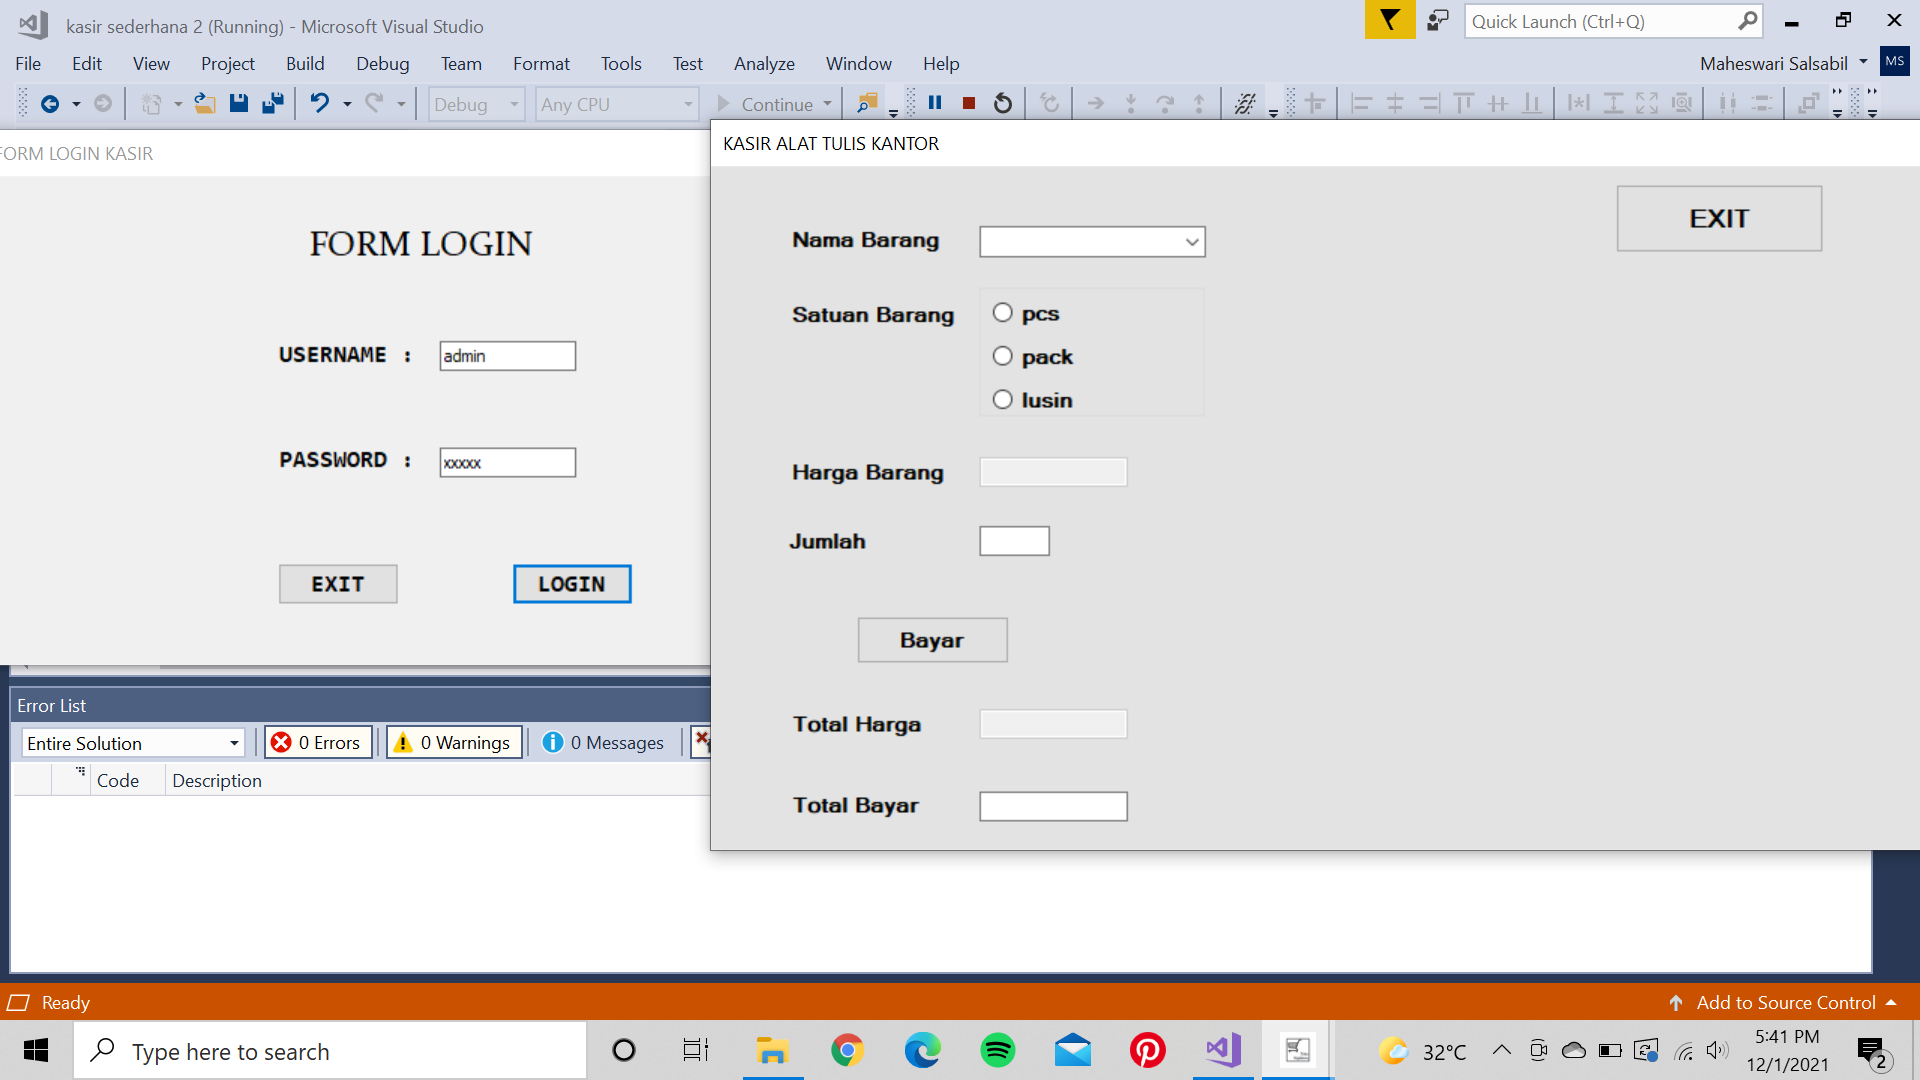 kasir sederhana 2 (Running) - Microsoft Visual Studio
Quick Launch (Ctrl+Q)
File Edit View Project Build Debug Team Format Tools Test Analyze Window Help
Maheswari Salsabil
MS
Debug
Any CPU
Continue
FORM LOGIN KASIR
FORM LOGIN
USERNAME :
admin
PASSWORD :
xxxxx
EXIT
LOGIN
KASIR ALAT TULIS KANTOR
EXIT
Nama Barang
Satuan Barang
pcs
pack
lusin
Harga Barang
Jumlah
Bayar
Total Harga
Total Bayar
Error List
Entire Solution
0 Errors
0 Warnings
0 Messages
Code
Description
Ready
Add to Source Control
Type here to search
32°C
5:41 PM
12/1/2021
2